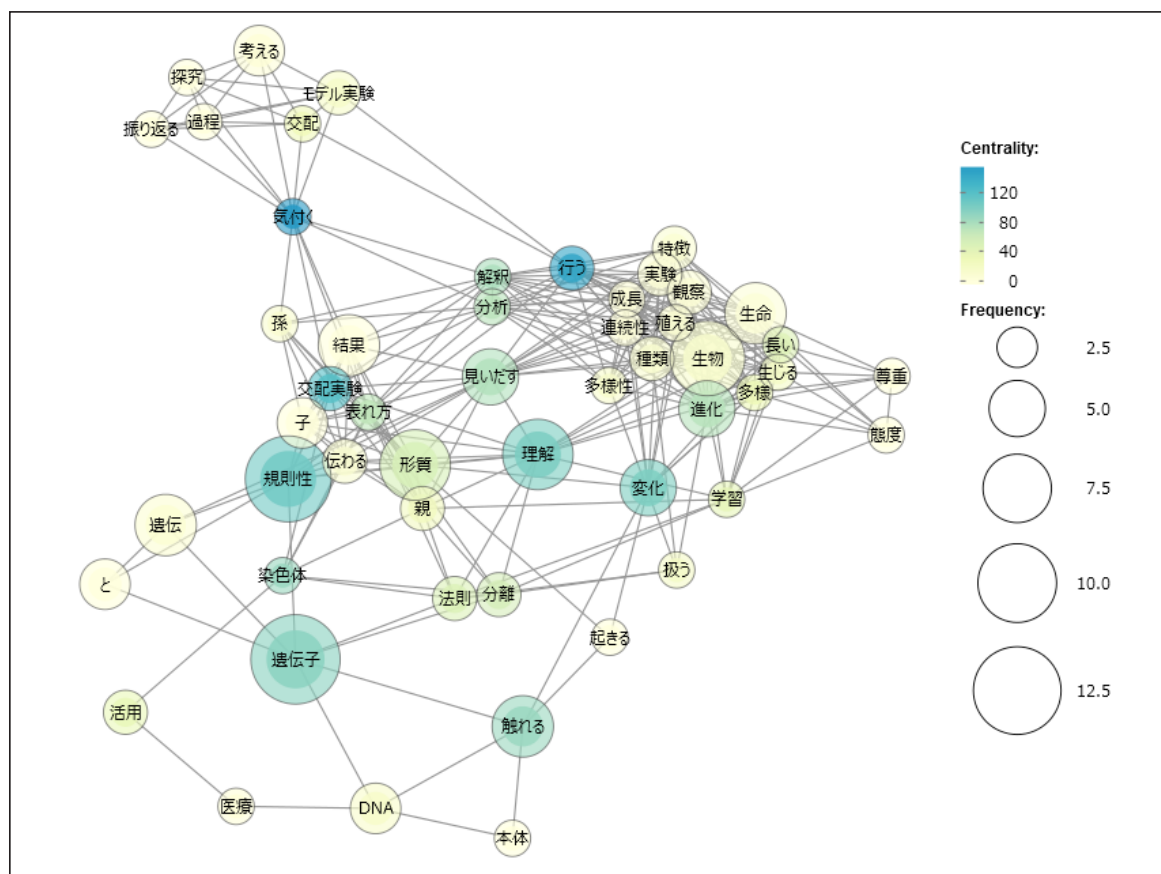 考える
探究
モデル実験
振り返る
過程
交配
気付く
特徴
解釈
行う
実験
観察
成長
分析
生命
孫
連続性
殖える
結果
長い
種類
生物
生じる
尊重
見いだす
多様性
交配実験
多様
表れ方
進化
子
態度
理解
伝わる
形質
規則性
変化
学習
親
遺伝
扱う
染色体
と
法則
分離
起きる
遺伝子
活用
触れる
医療
DNA
本体
Centrality:
120
80
40
0
Frequency:
2.5
5.0
7.5
10.0
12.5